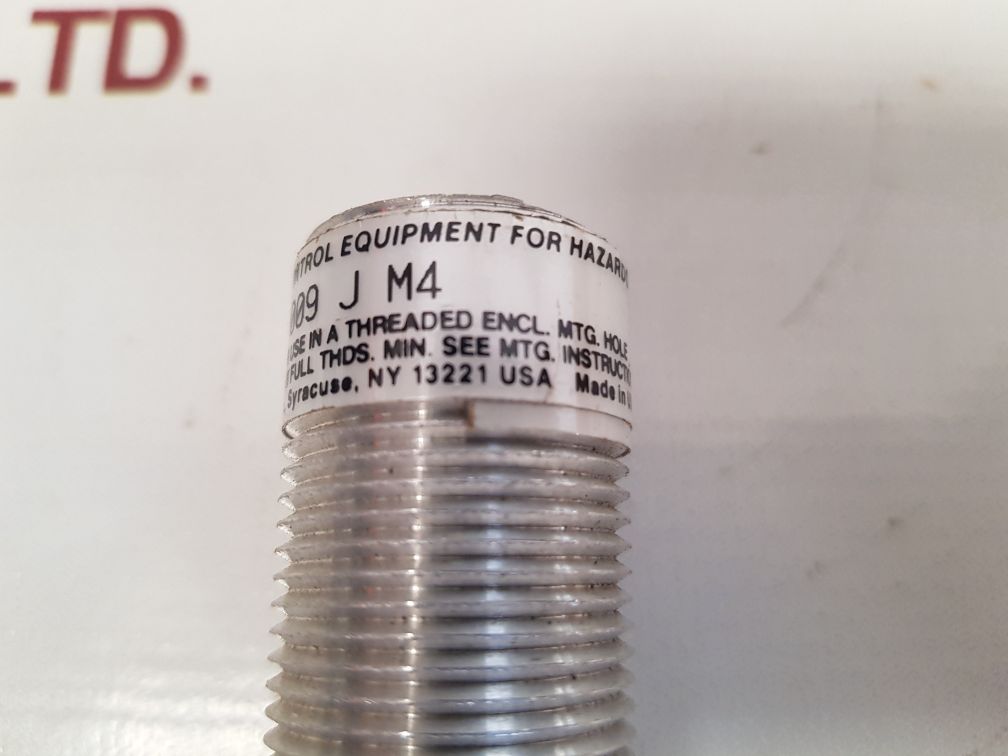 LTD.
NTROL EQUIPMENT FOR HAZARDO
009 J M4
USE IN A THREADED ENCL. MTG. HOLE
FULL THDS. MIN. SEE MTG. INSTRUCTIO
Syracuse, NY 13221 USA Made in U